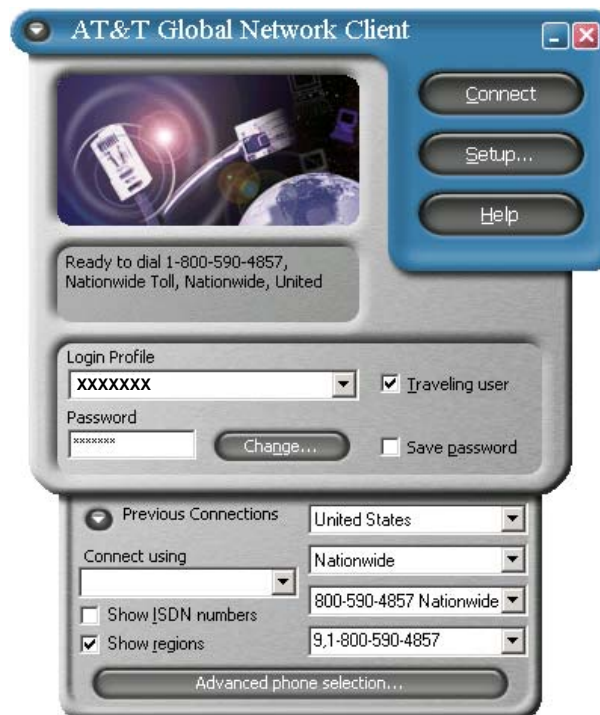 AT&T Global Network Client
Connect
Setup...
Help
Ready to dial 1-800-590-4857,
Nationwide Toll, Nationwide, United
Login Profile
XXXXXXX
Traveling user
Password
xxxxxxx
Change...
Save password
Previous Connections
United States
Connect using
Nationwide
800-590-4857 Nationwide
Show ISDN numbers
Show regions
9,1-800-590-4857
Advanced phone selection...